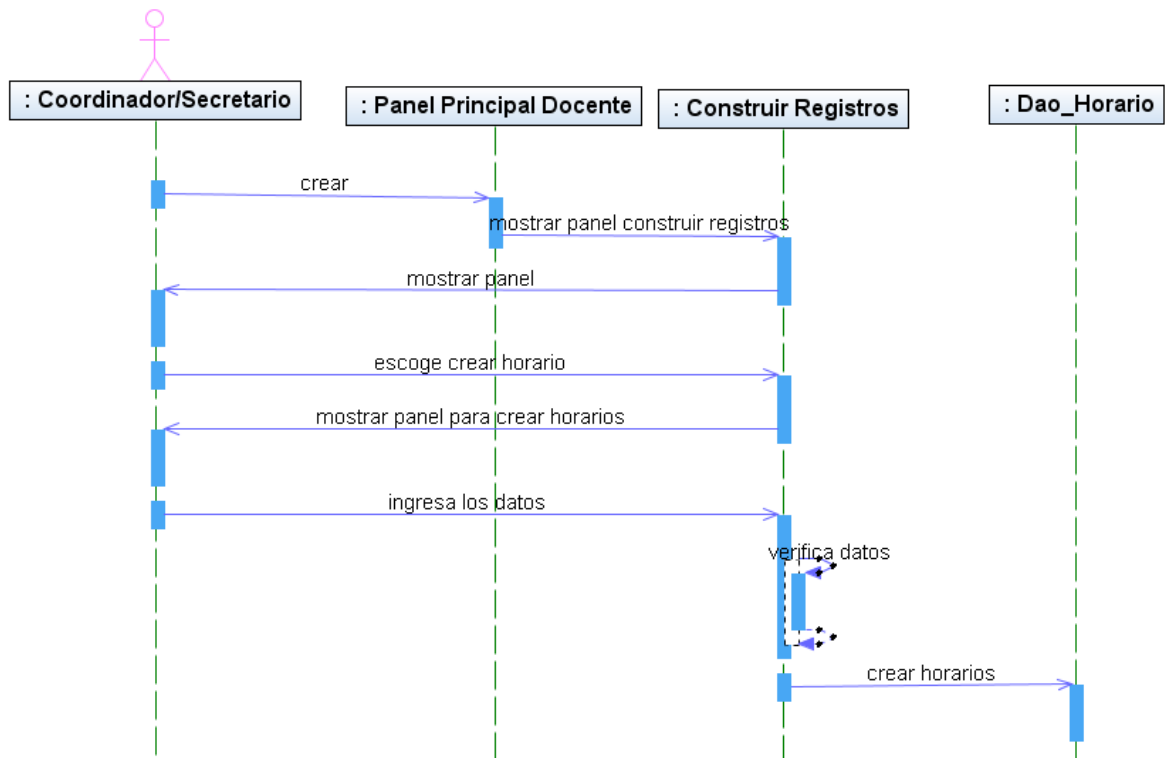 : Coordinador/Secretario
: Panel Principal Docente
: Construir Registros
: Dao_Horario
crear
mostrar panel construir registros
mostrar panel
escoge crear horario
mostrar panel para crear horarios
ingresa los datos
verifica datos
crear horarios